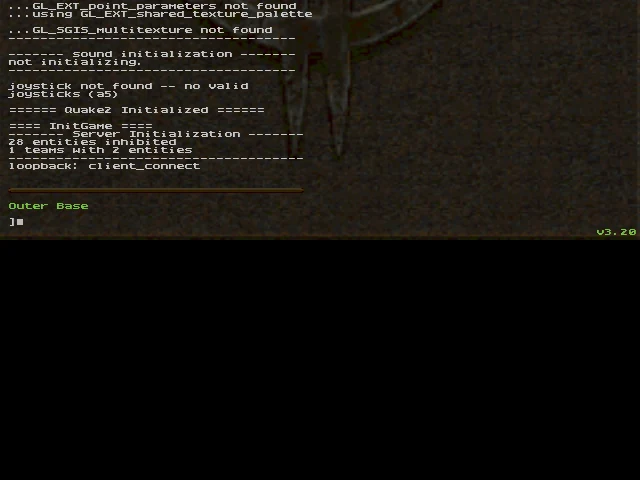 ...GL_EXT_point_parameters not found
...using GL_EXT_shared_texture_palette
...GL_SGIS_multitexture not found
------------------------------------
------- sound initialization -------
not initializing.
------------------------------------
joystick not found -- no valid
joysticks (a5)
====== Quake2 Initialized ======
==== InitGame ====
------- Server Initialization -------
28 entities inhibited
1 teams with 2 entities
-------------------------------------
loopback: client_connect
Outer Base
]
v3.20